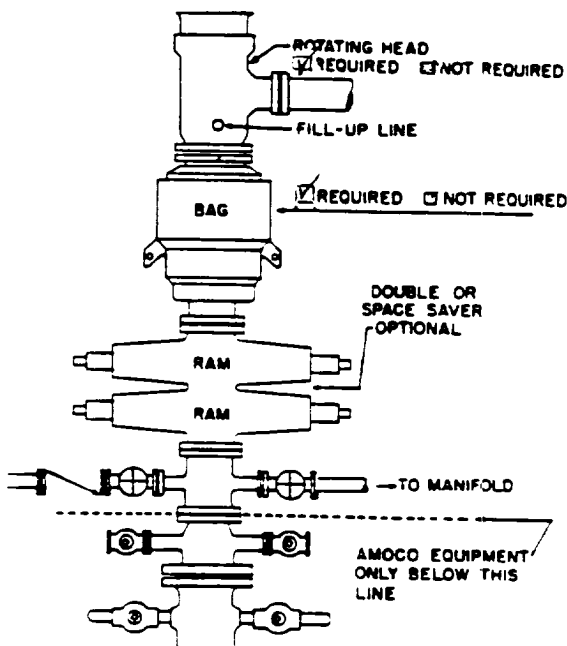 ROTATING HEAD
REQUIRED NOT REQUIRED
FILL-UP LINE
REQUIRED NOT REQUIRED
BAG
DOUBLE OR
SPACE SAVER
OPTIONAL
RAM
RAM
TO MANIFOLD
AMOCO EQUIPMENT
ONLY BELOW THIS
LINE